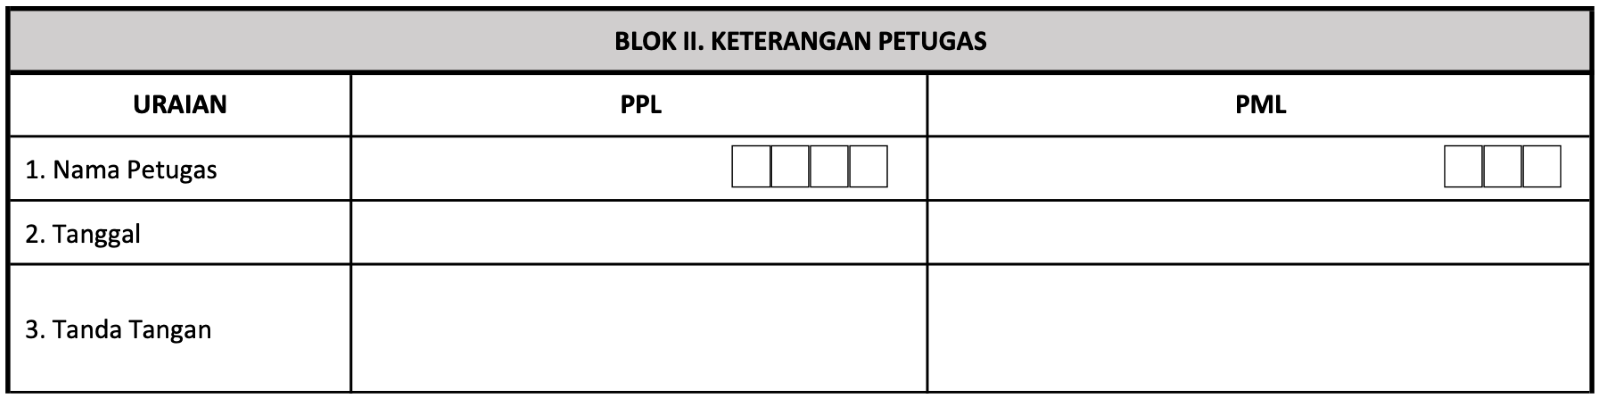 BLOK II. KETERANGAN PETUGAS
URAIAN PPL PML
1. Nama Petugas
2. Tanggal
3. Tanda Tangan